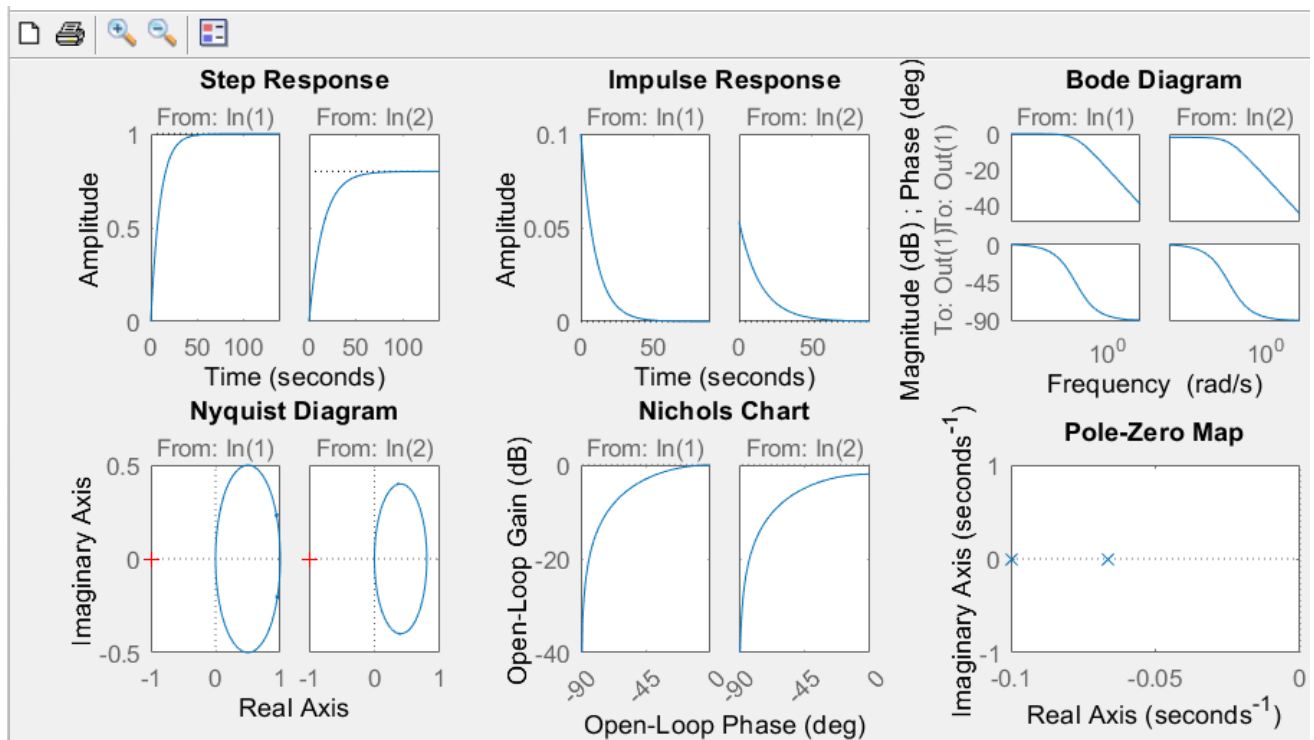 Step Response
From: In(1)
From: In(2)
1
0.5
0
Amplitude
0
50
100
0
50
100
Time (seconds)
Impulse Response
From: In(1)
From: In(2)
0.1
0.05
0
Amplitude
0
50
0
50
Time (seconds)
Bode Diagram
From: In(1)
From: In(2)
Magnitude (dB) ; Phase (deg)
To: Out(1)
To: Out(1)
0
-20
-40
0
-45
-90
10⁰
10⁰
Frequency (rad/s)
Nyquist Diagram
From: In(1)
From: In(2)
0.5
0
-0.5
Imaginary Axis
-1
0
1
-1
0
1
Real Axis
Nichols Chart
From: In(1)
From: In(2)
Open-Loop Gain (dB)
0
-20
-40
-90
-45
0
-90
-45
0
Open-Loop Phase (deg)
Pole-Zero Map
Imaginary Axis (seconds⁻¹)
1
0
-1
-0.1
-0.05
0
Real Axis (seconds⁻¹)